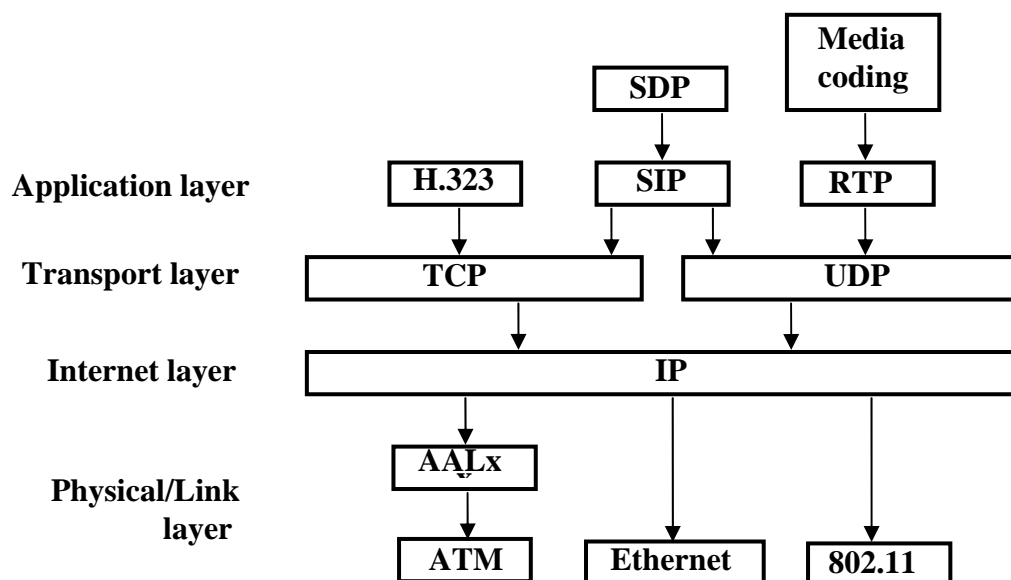 Media
coding
SDP
Application layer
H.323
SIP
RTP
Transport layer
TCP
UDP
Internet layer
IP
AALx
Physical/Link
layer
ATM
Ethernet
802.11